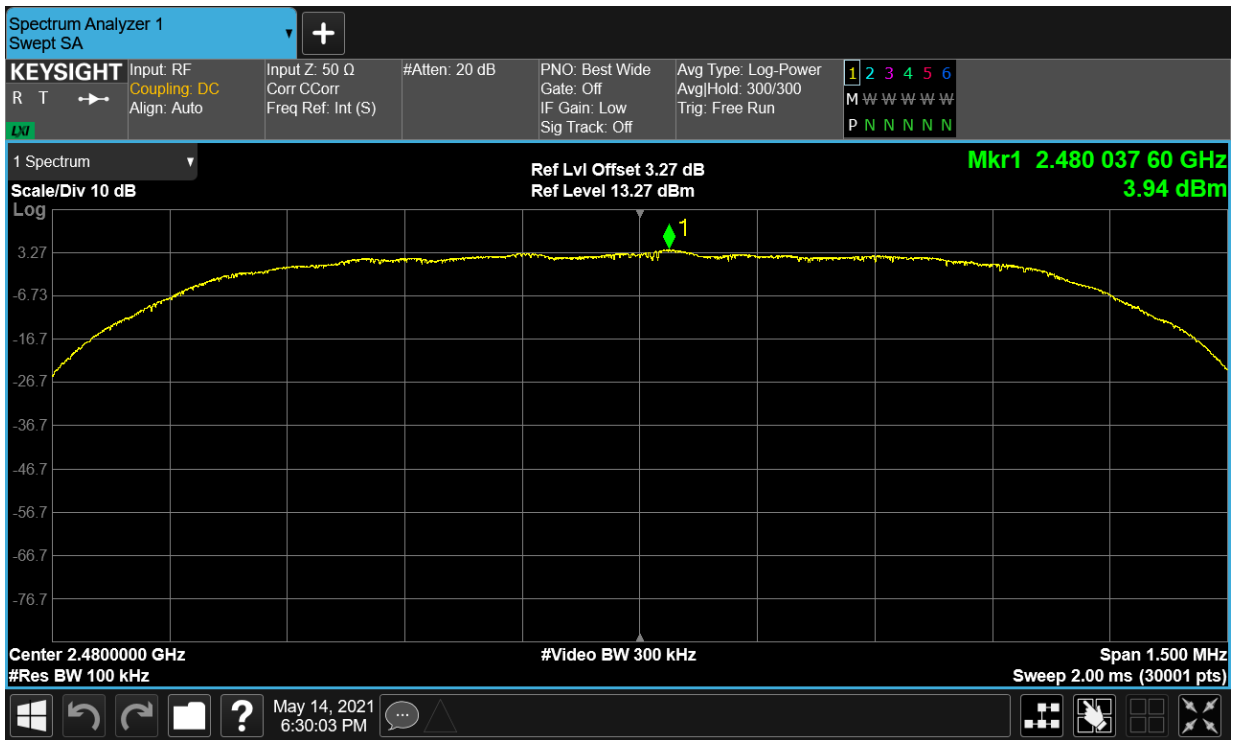 Spectrum Analyzer 1
Swept SA
KEYSIGHT
R T
LXI
Input: RF
Coupling: DC
Align: Auto
Input Z: 50 Ω
Corr CCorr
Freq Ref: Int (S)
#Atten: 20 dB
PNO: Best Wide
Gate: Off
IF Gain: Low
Sig Track: Off
Avg Type: Log-Power
Avg|Hold: 300/300
Trig: Free Run
1 2 3 4 5 6
M W W W W W
P N N N N N
1 Spectrum
Scale/Div 10 dB
Log
Ref Lvl Offset 3.27 dB
Ref Level 13.27 dBm
Mkr1 2.480 037 60 GHz
3.94 dBm
1
3.27
-6.73
-16.7
-26.7
-36.7
-46.7
-56.7
-66.7
-76.7
Center 2.4800000 GHz
#Res BW 100 kHz
#Video BW 300 kHz
Span 1.500 MHz
Sweep 2.00 ms (30001 pts)
?
May 14, 2021
6:30:03 PM